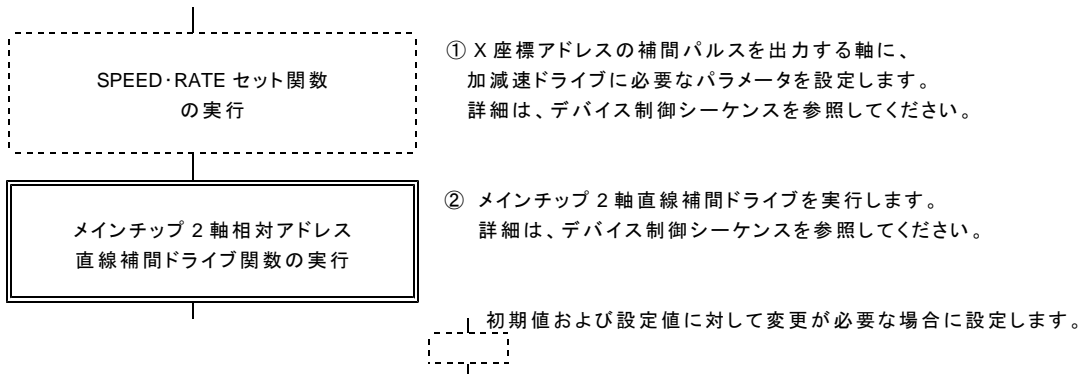 SPEED･RATE セット関数
の実行
① X 座標アドレスの補間パルスを出力する軸に、
加減速ドライブに必要なパラメータを設定します。
詳細は、デバイス制御シーケンスを参照してください。
メインチップ 2 軸相対アドレス
直線補間ドライブ関数の実行
② メインチップ 2 軸直線補間ドライブを実行します。
詳細は、デバイス制御シーケンスを参照してください。
初期値および設定値に対して変更が必要な場合に設定します。